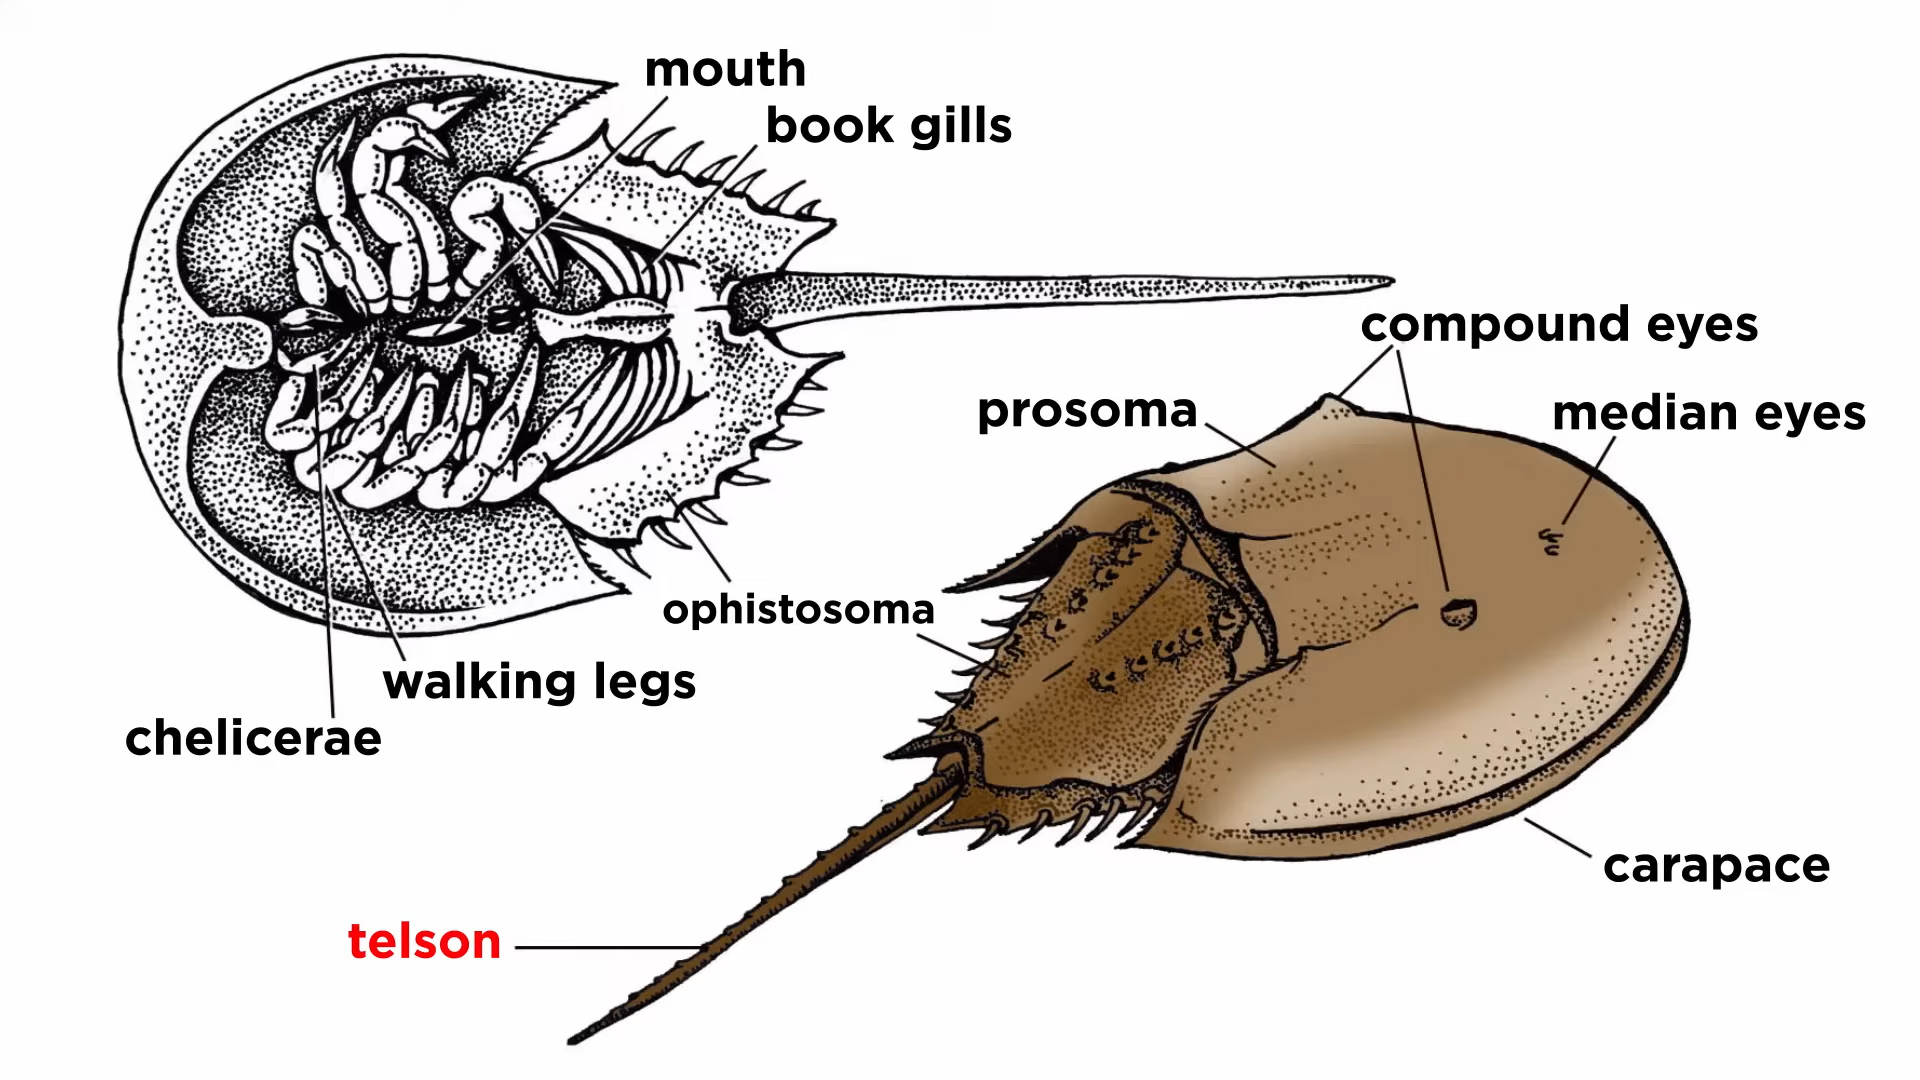 mouth
book gills
compound eyes
prosoma
median eyes
ophistosoma
walking legs
chelicerae
carapace
telson